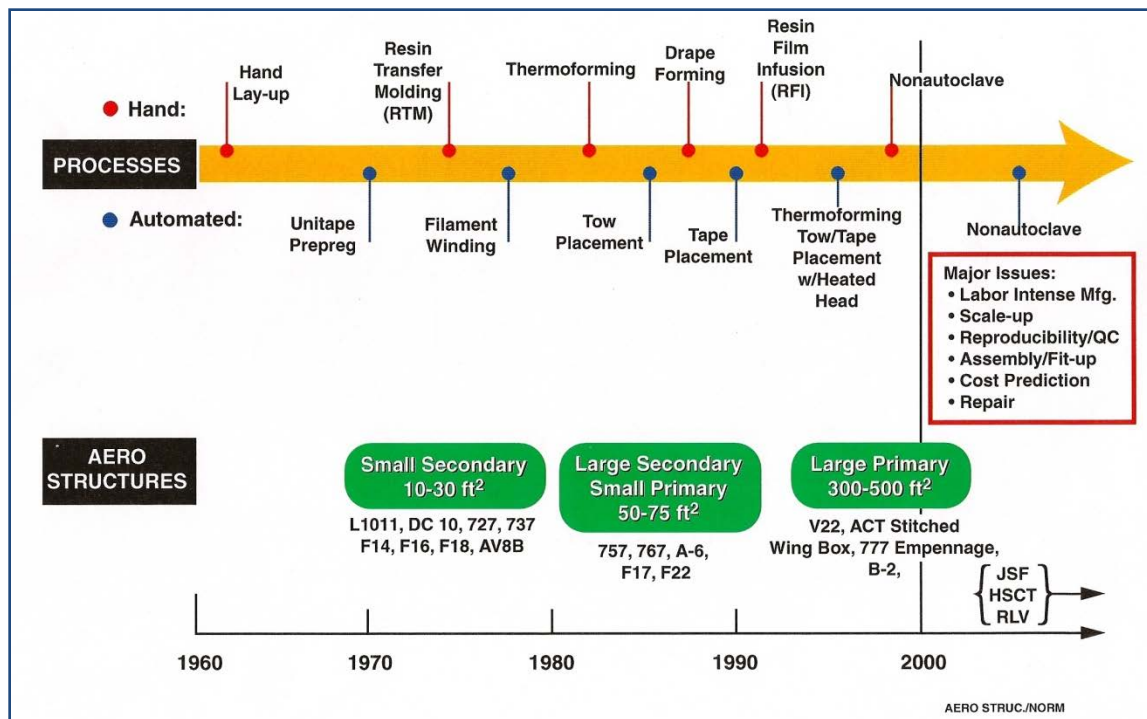 Hand
Lay-up
Resin
Transfer
Molding
(RTM)
Thermoforming
Drape
Forming
Resin
Film
Infusion
(RFI)
Nonautoclave
Hand:
PROCESSES
Automated:
Unitape
Prepreg
Filament
Winding
Tow
Placement
Tape
Placement
Thermoforming
Tow/Tape
Placement
w/Heated
Head
Nonautoclave
Major Issues:
• Labor Intense Mfg.
• Scale-up
• Reproducibility/QC
• Assembly/Fit-up
• Cost Prediction
• Repair
AERO
STRUCTURES
Small Secondary
10-30 ft²
L1011, DC 10, 727, 737
F14, F16, F18, AV8B
Large Secondary
Small Primary
50-75 ft²
757, 767, A-6,
F17, F22
Large Primary
300-500 ft²
V22, ACT Stitched
Wing Box, 777 Empennage,
B-2,
JSF
HSCT
RLV
1960 1970 1980 1990 2000
AERO STRUC./NORM